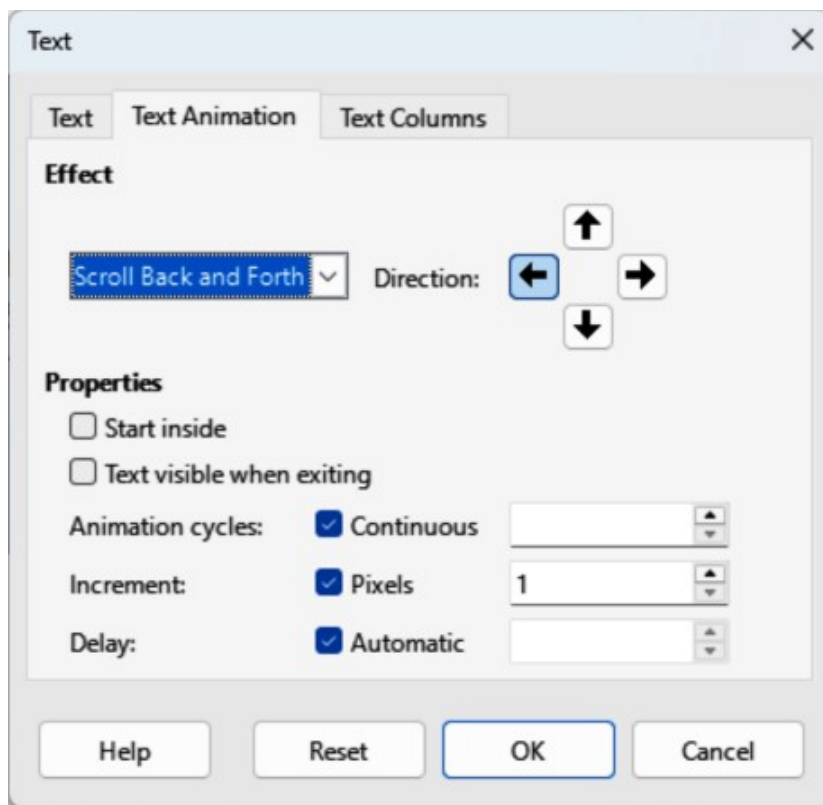 Text
Text Text Animation Text Columns
Effect
Scroll Back and Forth Direction:
Properties
Start inside
Text visible when exiting
Animation cycles: Continuous
Increment: Pixels 1
Delay: Automatic
Help Reset OK Cancel